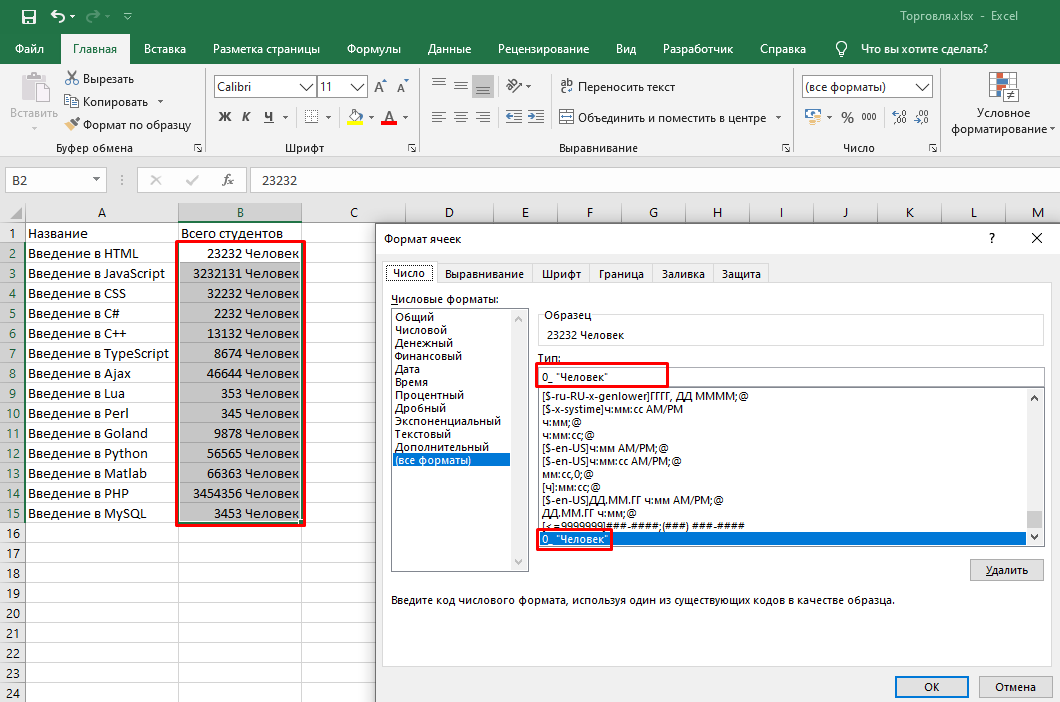 Торговля.xlsx - Excel
Файл Главная Вставка Разметка страницы Формулы Данные Рецензирование Вид Разработчик Справка Что вы хотите сделать?
Вставить
Вырезать
Копировать
Формат по образцу
Буфер обмена
Calibri 11
Ж К Ч А
Шрифт
Переносить текст
Объединить и поместить в центре
Выравнивание
(все форматы)
% 000
Число
Условное
форматирование
B2 fx 23232
A B C D E F G H I J K L M
1 Название Всего студентов
2 Введение в HTML 23232 Человек
3 Введение в JavaScript 3232131 Человек
4 Введение в CSS 32232 Человек
5 Введение в C# 2232 Человек
6 Введение в C++ 13132 Человек
7 Введение в TypeScript 8674 Человек
8 Введение в Ajax 46644 Человек
9 Введение в Lua 353 Человек
10 Введение в Perl 345 Человек
11 Введение в Goland 9878 Человек
12 Введение в Python 56565 Человек
13 Введение в Matlab 66363 Человек
14 Введение в PHP 3454356 Человек
15 Введение в MySQL 3453 Человек
16
17
18
19
20
21
22
23
24
Формат ячеек ?
Число Выравнивание Шрифт Граница Заливка Защита
Числовые форматы:
Общий
Числовой
Денежный
Финансовый
Дата
Время
Процентный
Дробный
Экспоненциальный
Текстовый
Дополнительный
(все форматы)
Образец
23232 Человек
Тип:
0_ "Человек"
[$-ru-RU-x-genlower]ГГГГ, ДД ММММ;@
[$-x-systime]ч:мм:сс AM/PM
ч:мм;@
ч:мм:сс;@
[$-en-US]ч:мм AM/PM;@
[$-en-US]ч:мм:сс AM/PM;@
мм:сс,0;@
[ч]:мм:сс;@
[$-en-US]ДД.ММ.ГГ ч:мм AM/PM;@
ДД.ММ.ГГ ч:мм;@
[<=9999999]###-####;(###) ###-####
0_ "Человек"
Удалить
Введите код числового формата, используя один из существующих кодов в качестве образца.
ОК Отмена